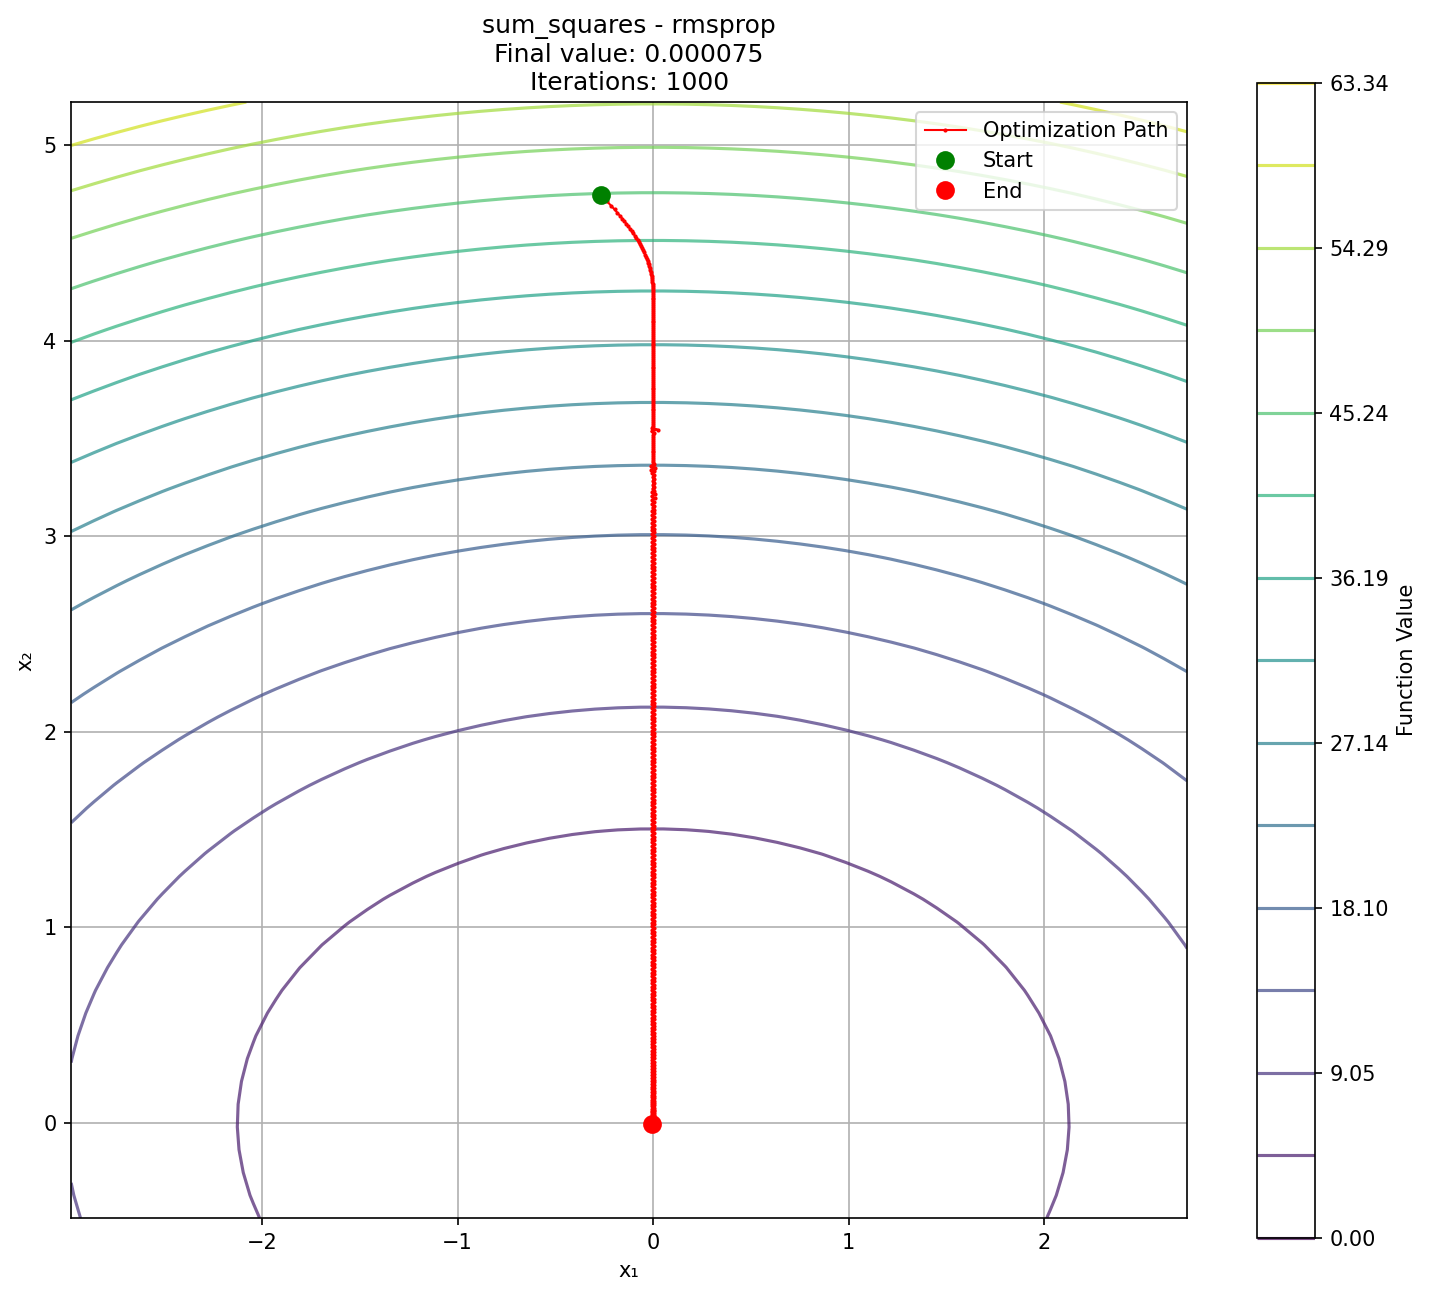 sum_squares - rmsprop
Final value: 0.000075
Iterations: 1000
Optimization Path
Start
End
5
4
3
2
1
0
−2
−1
0
1
2
x₁
x₂
63.34
54.29
45.24
36.19
27.14
18.10
9.05
0.00
Function Value